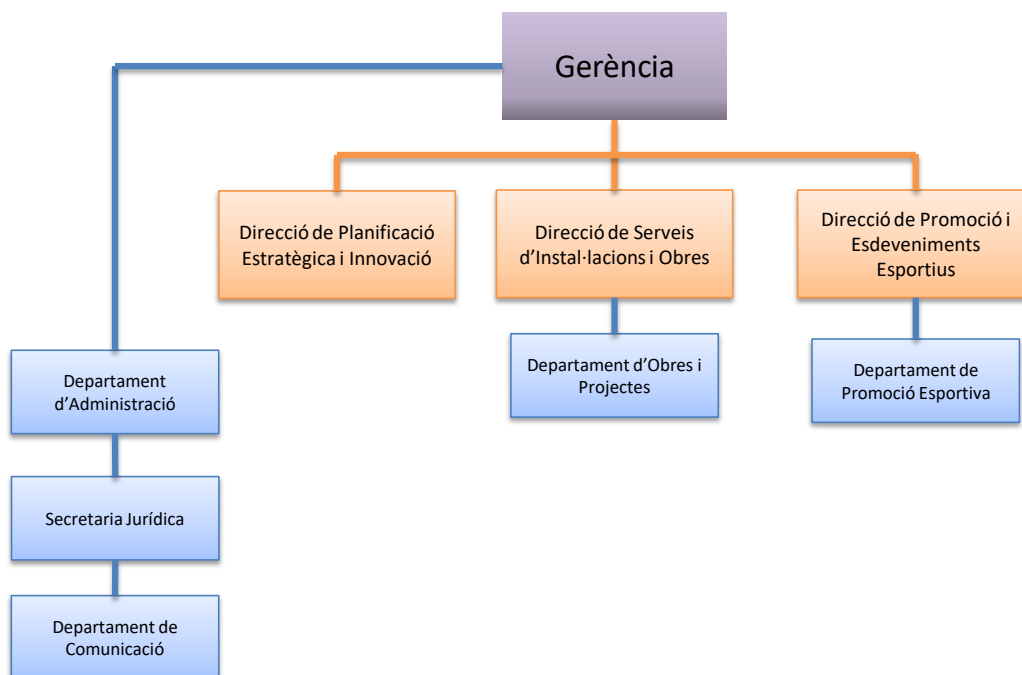 Gerència
Direcció de Planificació
Estratègica i Innovació
Direcció de Serveis
d’Instal·lacions i Obres
Direcció de Promoció i
Esdeveniments
Esportius
Departament d’Obres i
Projectes
Departament de
Promoció Esportiva
Departament
d’Administració
Secretaria Jurídica
Departament de
Comunicació